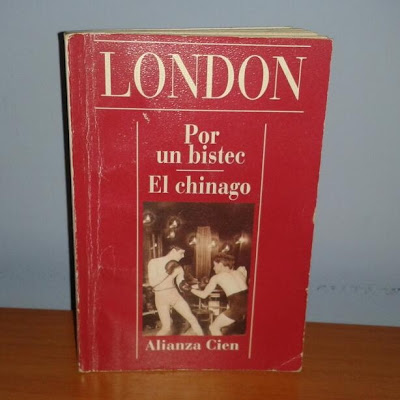 LONDON
Por
un bistec
El chinago
Alianza Cien